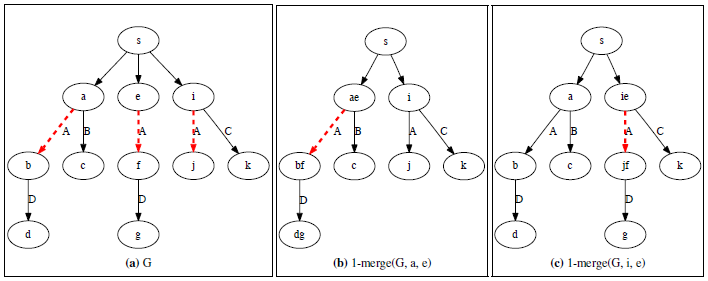 s
a e i
A B A A C
b c f j k
D D
d g
(a) G
s
ae i
A B A C
bf c j k
D
dg
(b) 1-merge(G, a, e)
s
a ie
A B A C
b c jf k
D D
d g
(c) 1-merge(G, i, e)